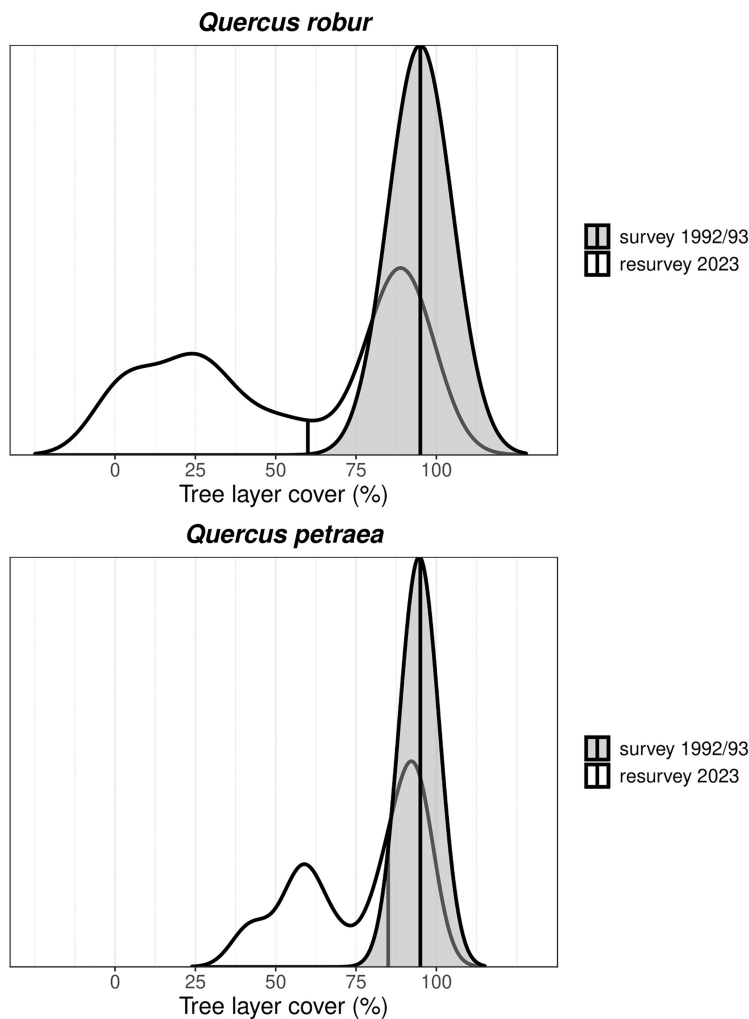 Quercus robur
survey 1992/93
resurvey 2023
0 25 50 75 100
Tree layer cover (%)
Quercus petraea
survey 1992/93
resurvey 2023
0 25 50 75 100
Tree layer cover (%)